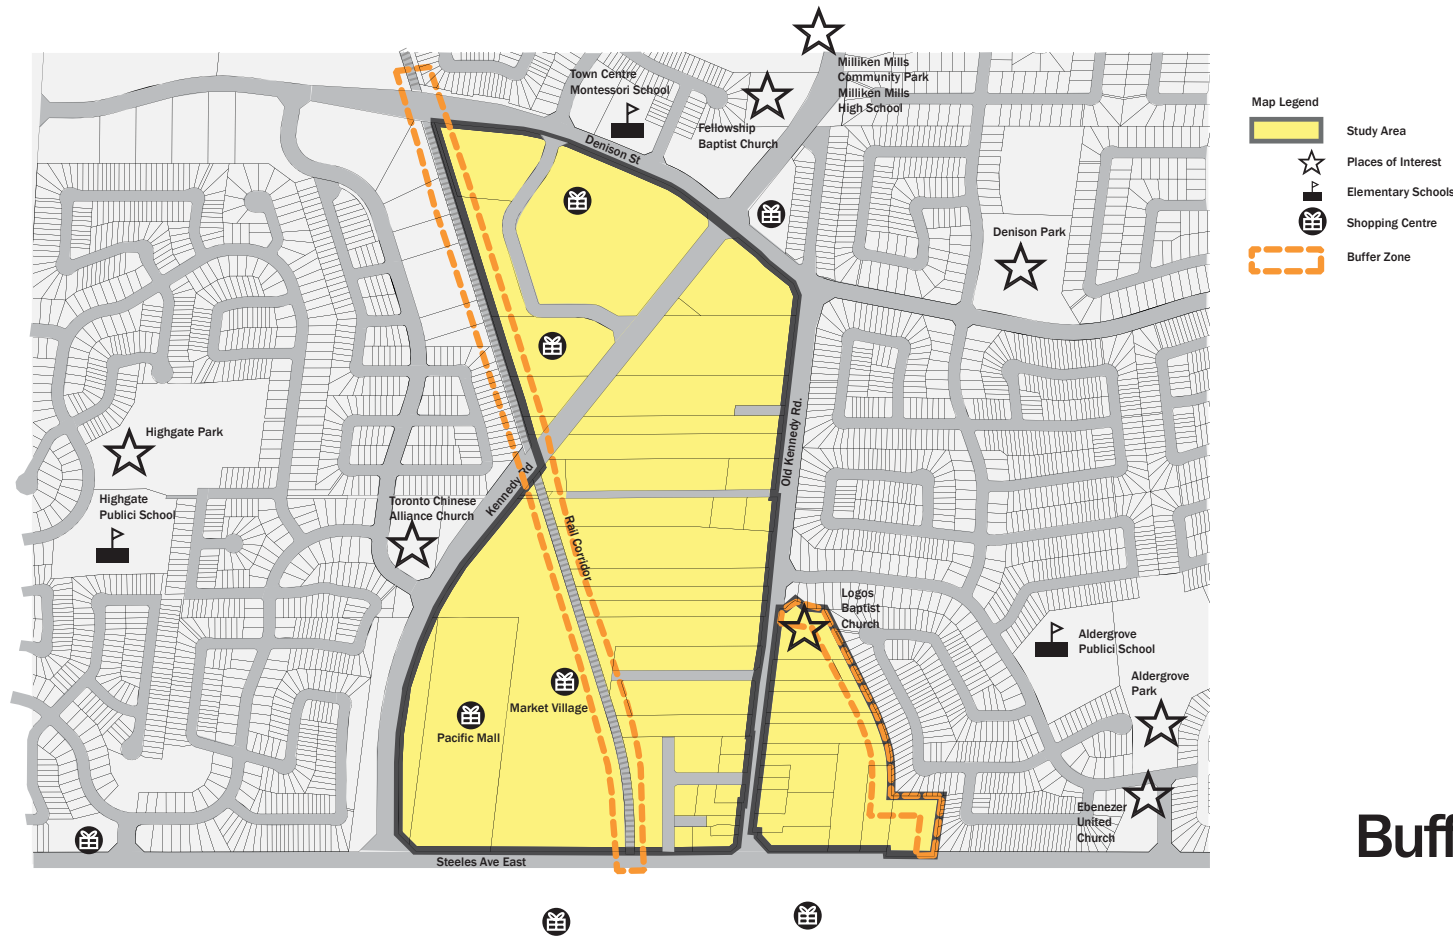 Milliken Mills
Community Park
Milliken Mills
High School
Town Centre
Montessori School
Fellowship
Baptist Church
Denison St
Denison Park
Map Legend
Study Area
Places of Interest
Elementary Schools
Shopping Centre
Buffer Zone
Highgate Park
Highgate
Publici School
Toronto Chinese
Alliance Church
Kennedy Rd
Old Kennedy Rd.
Rail Corridor
Logos
Baptist
Church
Aldergrove
Publici School
Aldergrove
Park
Market Village
Pacific Mall
Ebenezer
United
Church
Steeles Ave East
Buff